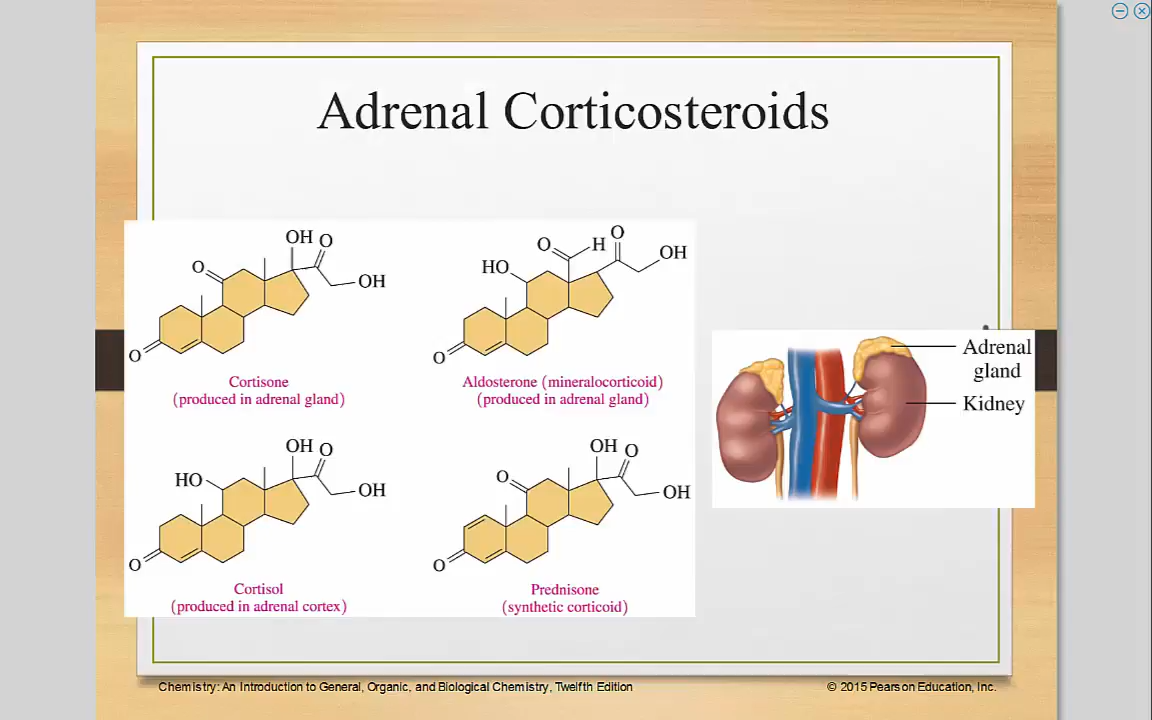 Adrenal Corticosteroids
OH O
O
OH
O
Cortisone
(produced in adrenal gland)
O H O
HO
OH
O
Aldosterone (mineralocorticoid)
(produced in adrenal gland)
OH O
HO
OH
O
Cortisol
(produced in adrenal cortex)
OH O
O
OH
O
Prednisone
(synthetic corticoid)
Adrenal
gland
Kidney
Chemistry: An Introduction to General, Organic, and Biological Chemistry, Twelfth Edition
© 2015 Pearson Education, Inc.